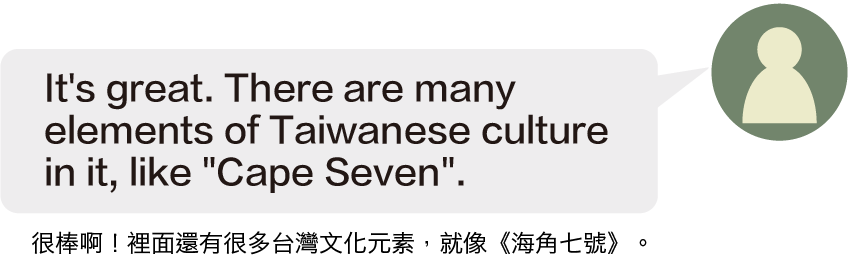 It's great. There are many
elements of Taiwanese culture
in it, like "Cape Seven".
很棒啊！裡面還有很多台灣文化元素，就像《海角七號》。